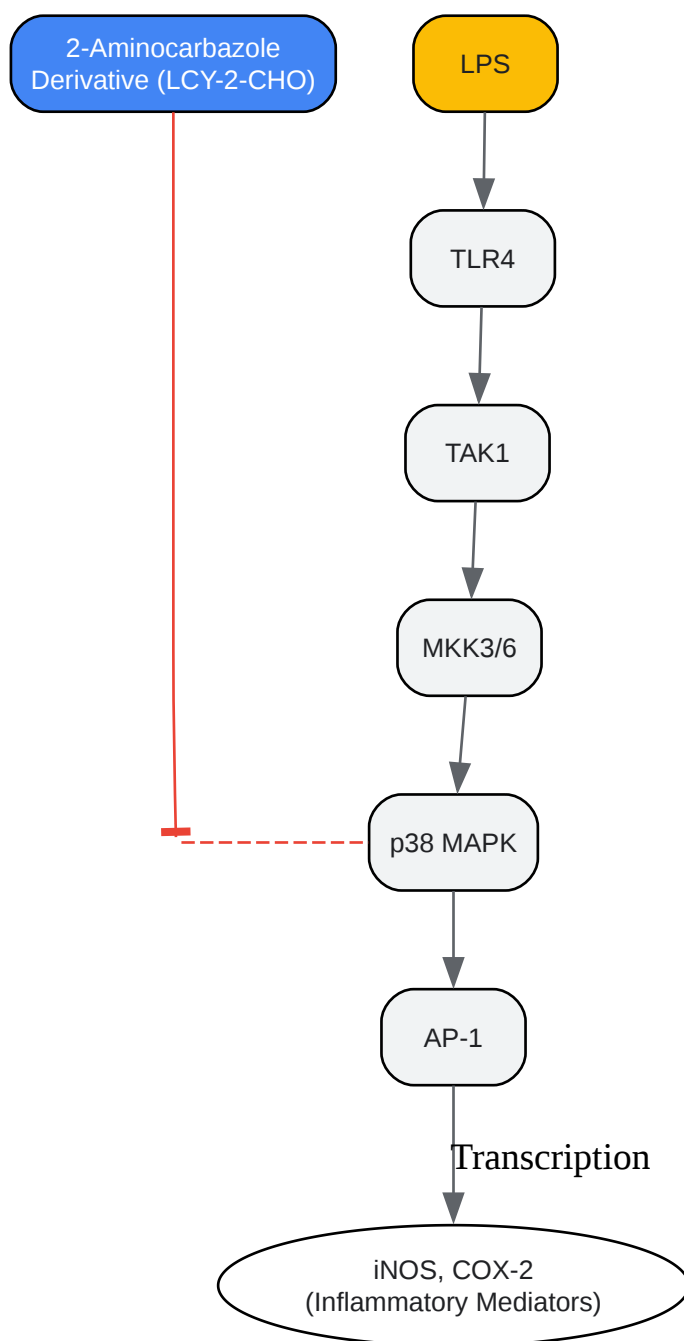 2-Aminocarbazole
Derivative (LCY-2-CHO)
LPS
TLR4
TAK1
MKK3/6
p38 MAPK
AP-1
Transcription
iNOS, COX-2
(Inflammatory Mediators)